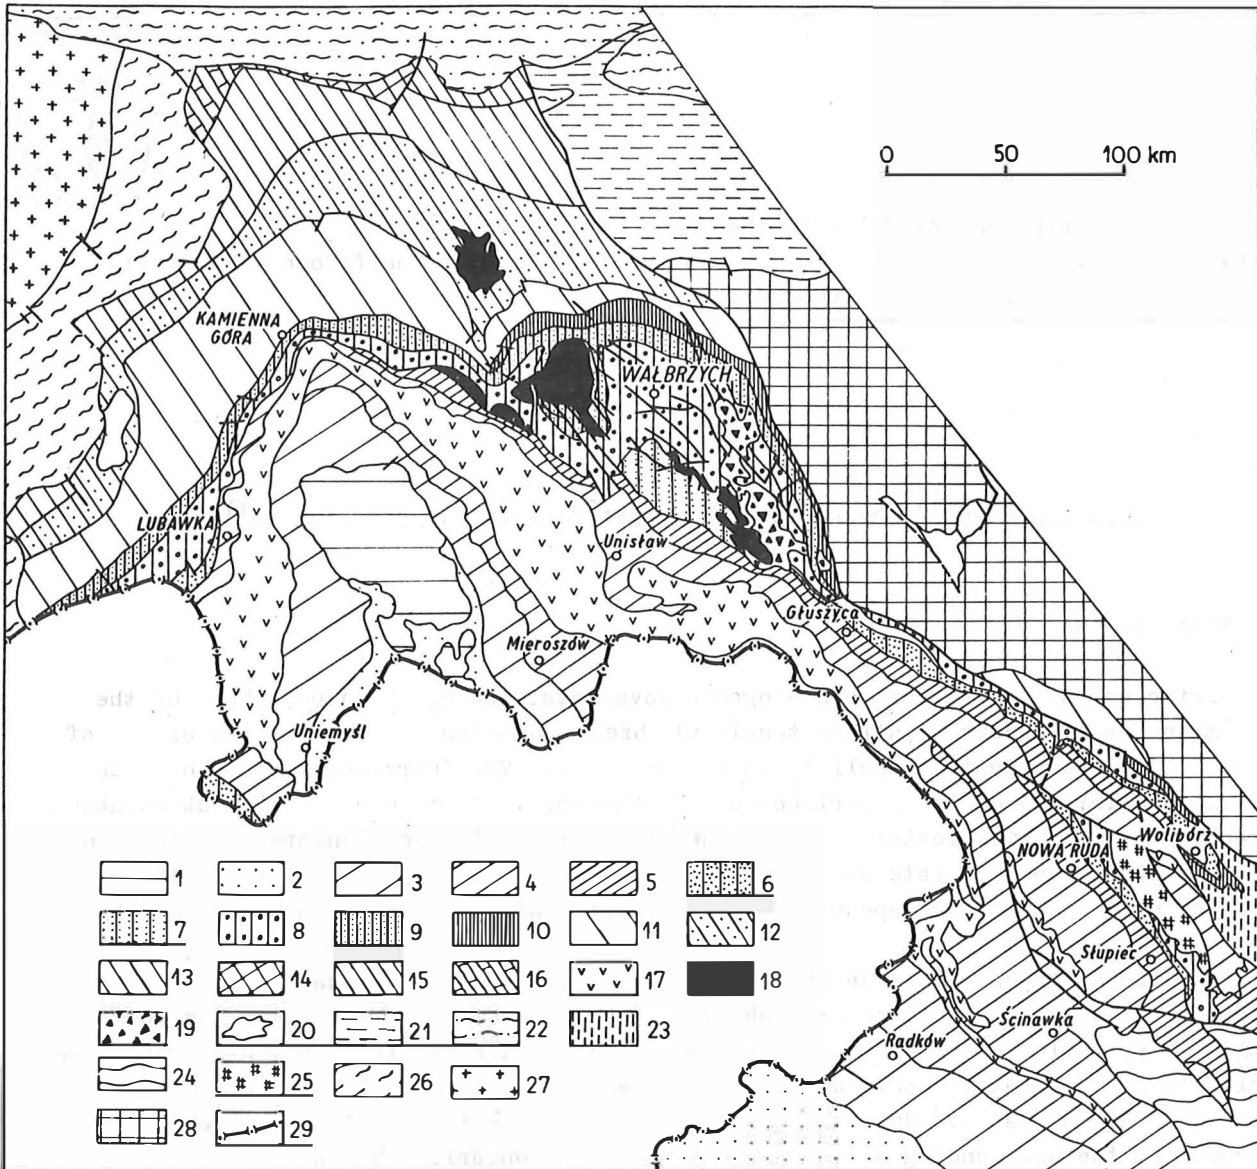 0 50 100 km
KAMIENNA
GÓRA
WAŁBRZYCH
LUBAWKA
Unisław
Głuszyca
Mieroszów
Uniemyśl
Wolibórz
NOWA RUDA
Słupiec
Ścinawka
Radków
1 2 3 4 5 6
7 8 9 10 11 12
13 14 15 16 17 18
19 20 21 22 23
24 25 26 27
28 29